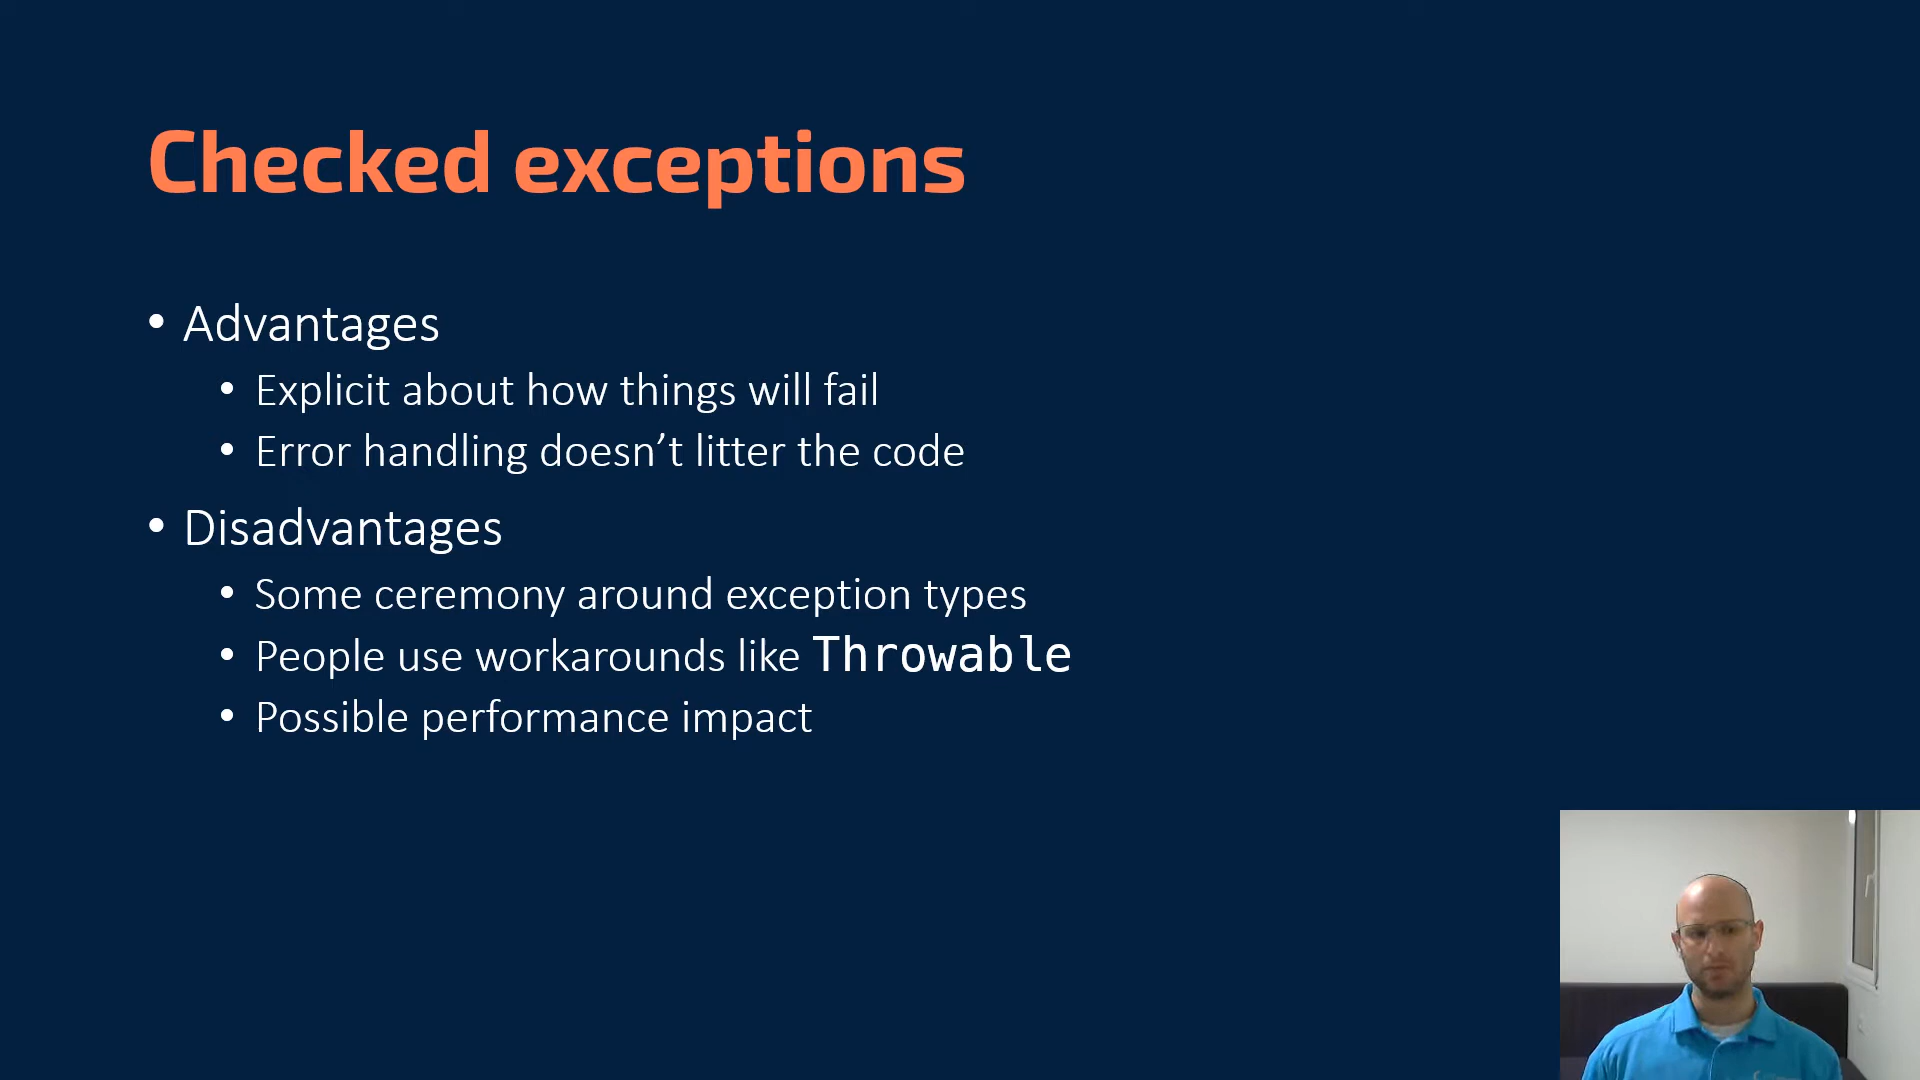 Checked exceptions
• Advantages
• Explicit about how things will fail
• Error handling doesn’t litter the code
• Disadvantages
• Some ceremony around exception types
• People use workarounds like Throwable
• Possible performance impact